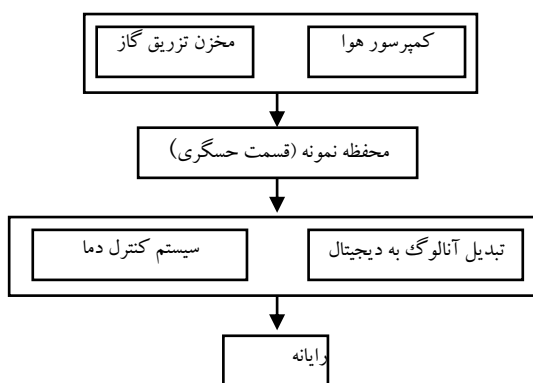 کمپرسور هوا
مخزن تزریق گاز
محفظه نمونه (قسمت حسگری)
تبدیل آنالوگ به دیجیتال
سیستم کنترل دما
رایانه